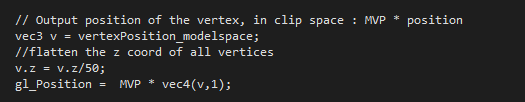 // Output position of the vertex, in clip space : MVP * position
vec3 v = vertexPosition_modelspace;
//flatten the z coord of all vertices
v.z = v.z/50;
gl_Position =  MVP * vec4(v,1);